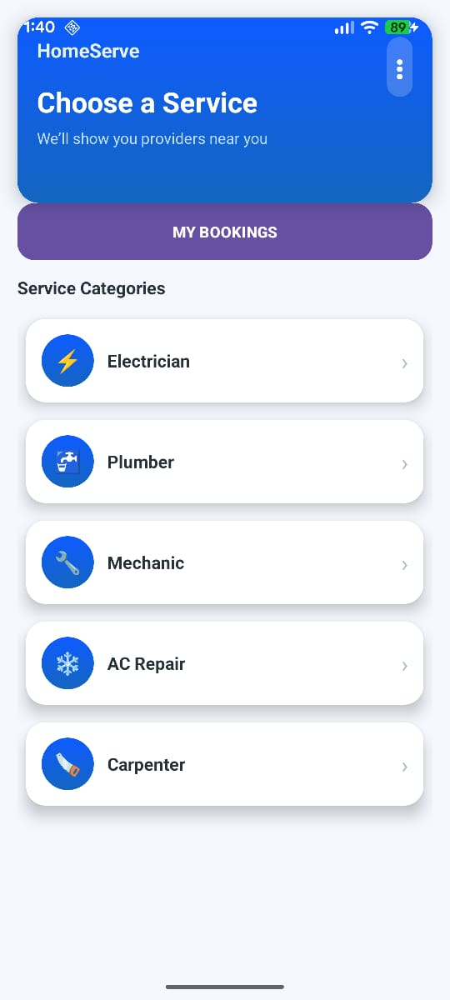 1:40
89
HomeServe
Choose a Service
We'll show you providers near you
MY BOOKINGS
Service Categories
Electrician
Plumber
Mechanic
AC Repair
Carpenter